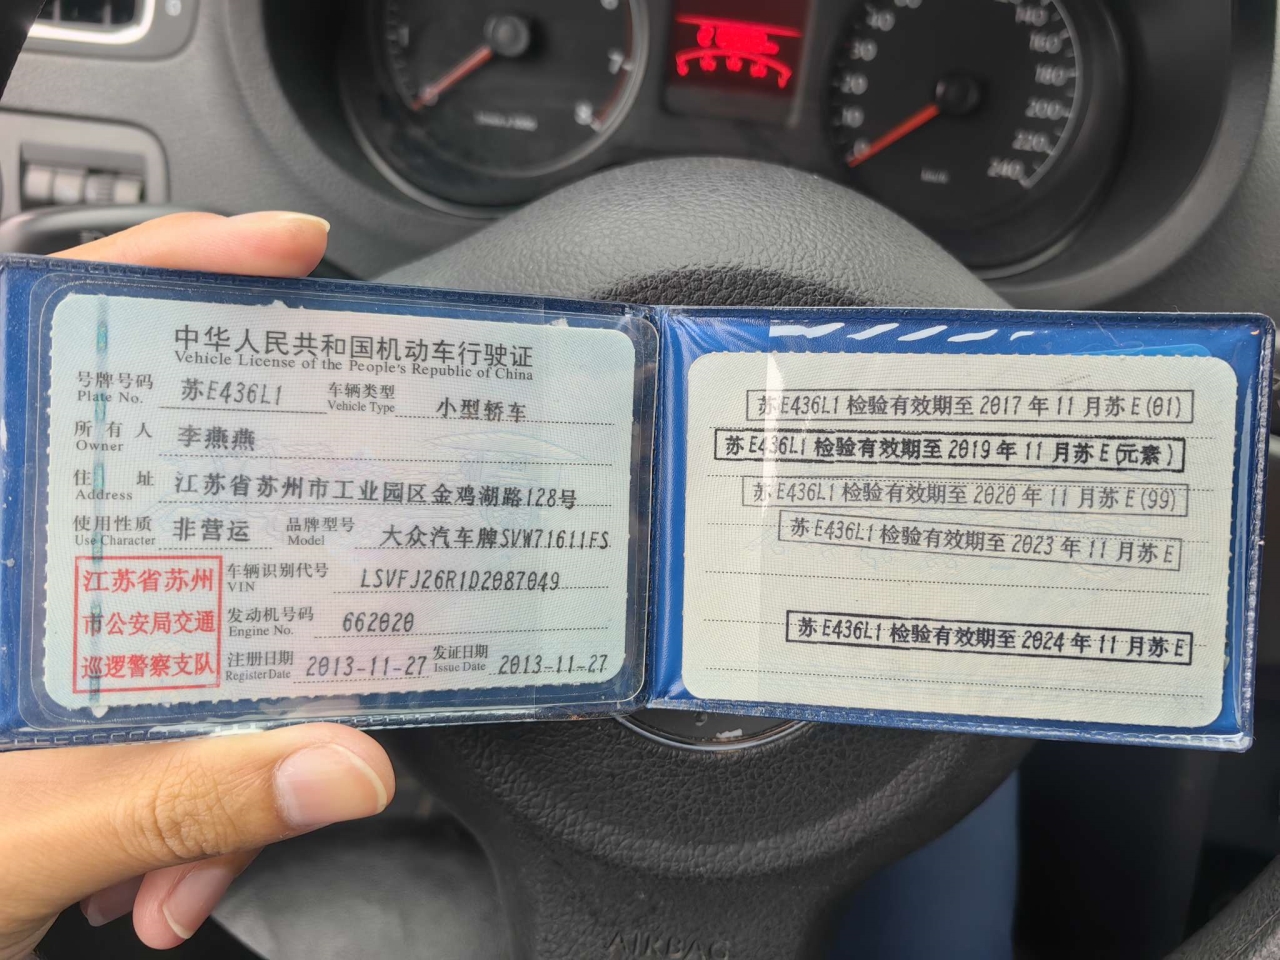 中华人民共和国机动车行驶证
Vehicle License of the People's Republic of China
号牌号码 苏E436L1 车辆类型 小型轿车
Plate No. Vehicle Type
所有人 李燕燕
Owner
住址 江苏省苏州市工业园区金鸡湖路128号
Address
使用性质 非营运 品牌型号 大众汽车牌SVW71611FS
Use Character Model
江苏省苏州
市公安局交通
巡逻警察支队
车辆识别代号 LSVFJ26R1D2087049
VIN
发动机号码 662020
Engine No.
注册日期 2013-11-27 发证日期 2013-11-27
Register Date Issue Date
苏E436L1检验有效期至2017年11月苏E(01)
苏E436L1检验有效期至2019年11月苏E(元素)
苏E436L1检验有效期至2020年11月苏E(99)
苏E436L1检验有效期至2023年11月苏E
苏E436L1检验有效期至2024年11月苏E
7
8
0
10
20
30
40
140
160
180
200
220
240
km/h
AIRBAG